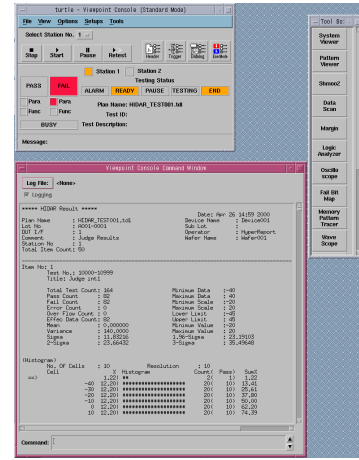 turtle - Viewpoint Console (Standard Mode)
File View Options Setups Tools
Select Station No. 1
Stop Start Pause Retest Header Trigger Datalog
Station 1 Station 2
Testing Status
PASS FAIL ALARM READY PAUSE TESTING END
Para Para
Func Func
Plan Name: HIDAR_TEST001.tdl
Test ID:
BUSY Test Description:
Message:
Tool Bo
System Viewer
Pattern Viewer
Shmoo2
Data Scan
Margin
Logic Analyzer
Oscillo scope
Fail Bit Map
Memory Pattern Tracer
Wave Scope
Viewpoint Console Command Window
Log File: <None>
Logging
***** HIDAR Result *****
Date: Apr 26 14:59 2000
Plan Name : HIDAR_TEST001.tdl Device Name : Device001
Lot No : A001-0001 Sub Lot :
DUT I/F : 1 Operator : HyperReport
Comment : Judge Results Wafer Name : Wafer001
Station No : 1
Total Item Count: 50
Item No: 1
Test No.: 10000-10999
Title: Judge int1
Total Test Count: 164 Minimum Data :-40
Pass Count : 82 Maximum Data : 40
Fail Count : 82 Minimum Scale :-20
Error Count : 0 Maximum Scale : 20
Over Flow Count : 0 Lower Limit :-45
Effec Data Count: 82 Upper Limit : 45
Mean : 0.000000 Minimum Value :-20
Variance : 140.0000 Maximum Value : 20
Sigma : 11.83216 1.96-Sigma : 23.19103
2-Sigma : 23.66432 3-Sigma : 35.49648
(Histogram)
No. Of Cells : 10 Resolution : 10
Cell % Histogram Count( Pass) Sum%
==> 1.22| ** 2( 1) 1.22
-40 12.20| ******************** 20( 10) 13.41
-30 12.20| ******************** 20( 10) 25.61
-20 12.20| ******************** 20( 10) 37.80
-10 12.20| ******************** 20( 10) 50.00
0 12.20| ******************** 20( 10) 62.20
10 12.20| ******************** 20( 10) 74.39
Command: